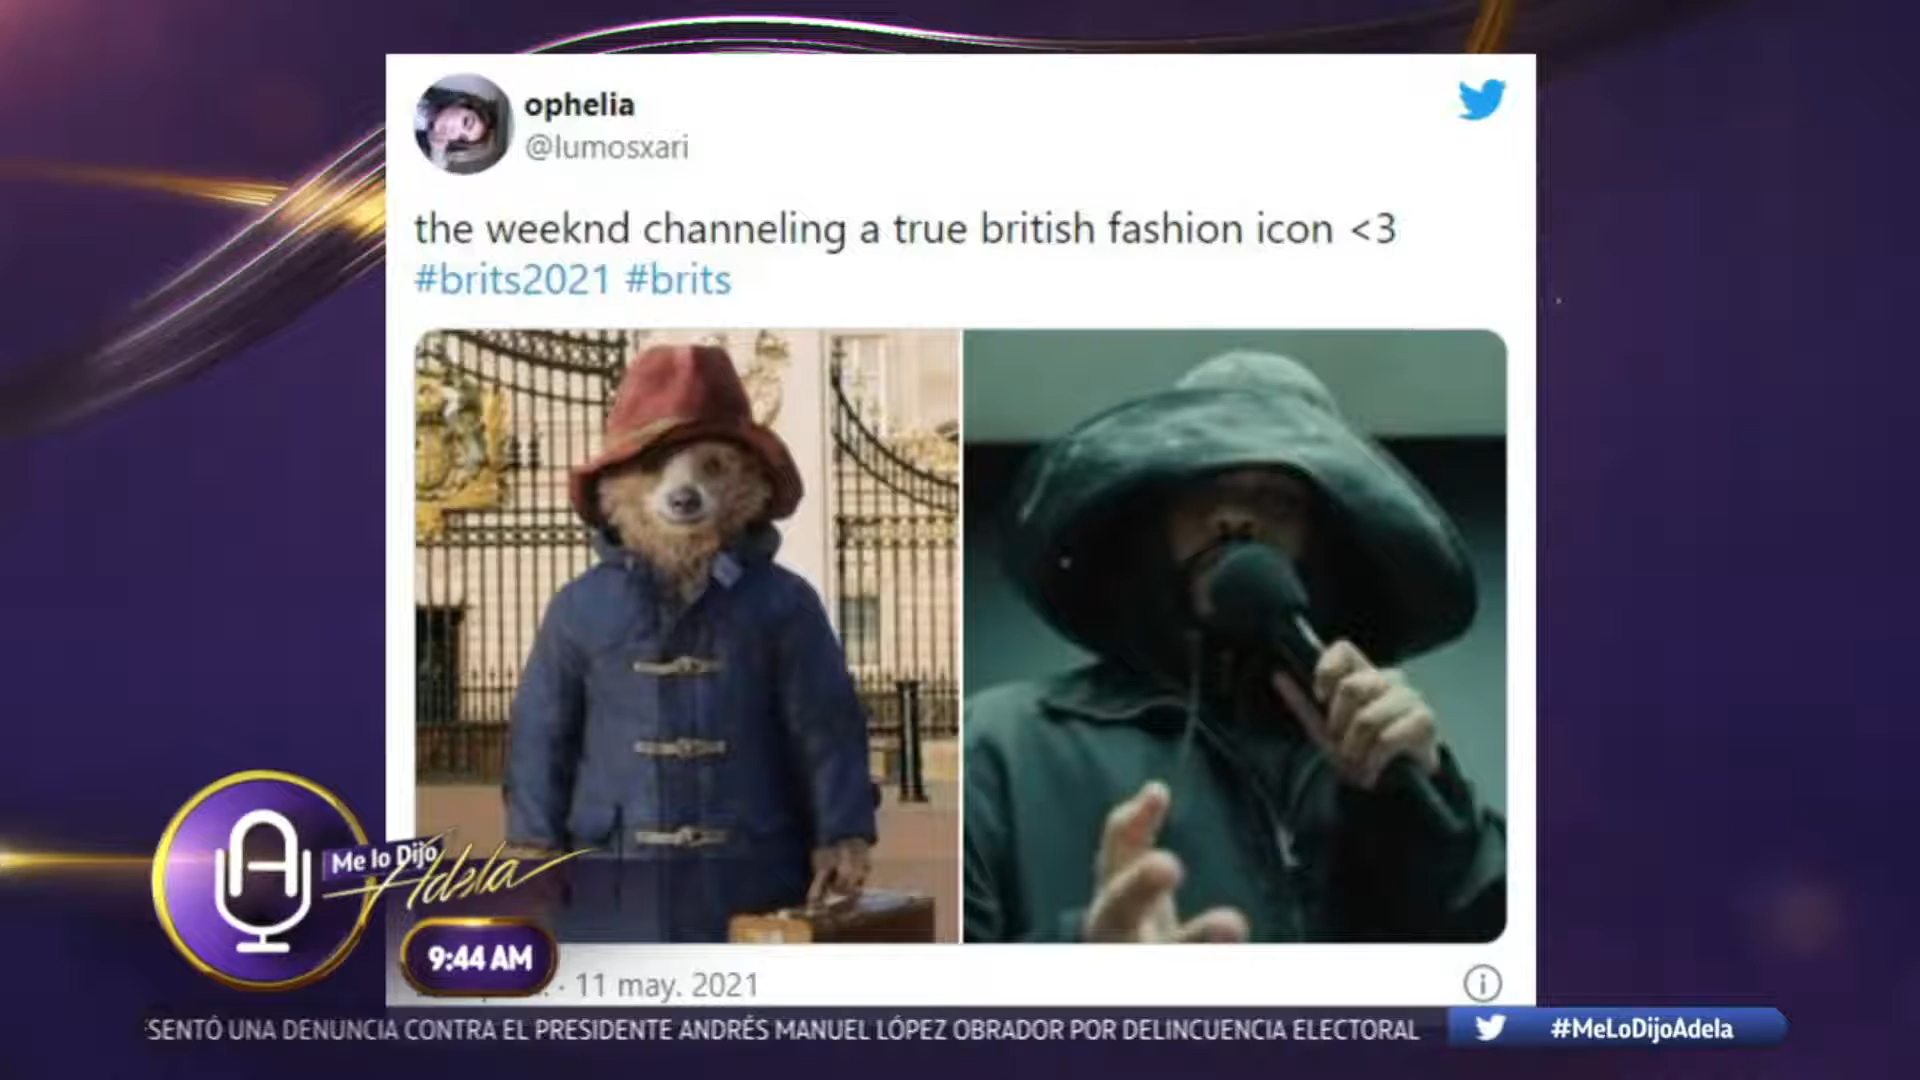 ophelia
@lumosxari
the weeknd channeling a true british fashion icon <3
#brits2021 #brits
Me lo Dijo
Adela
9:44 AM
· 11 may. 2021
SENTÓ UNA DENUNCIA CONTRA EL PRESIDENTE ANDRÉS MANUEL LÓPEZ OBRADOR POR DELINCUENCIA ELECTORAL
#MeLoDijoAdela